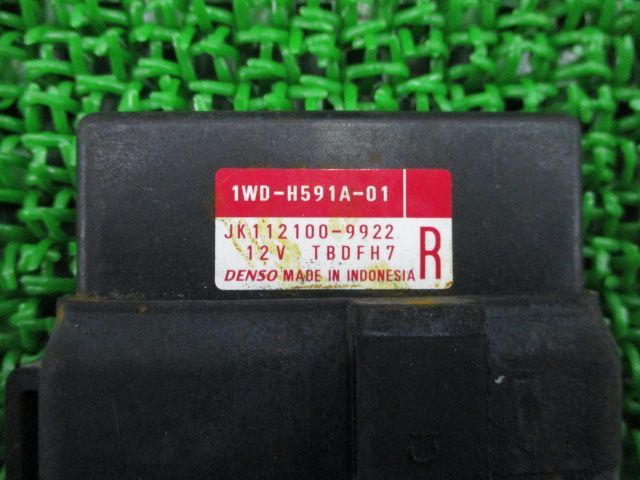 1WD-H591A-01
JK112100-9922
12V TBDFH7
R
DENSO MADE IN INDONESIA